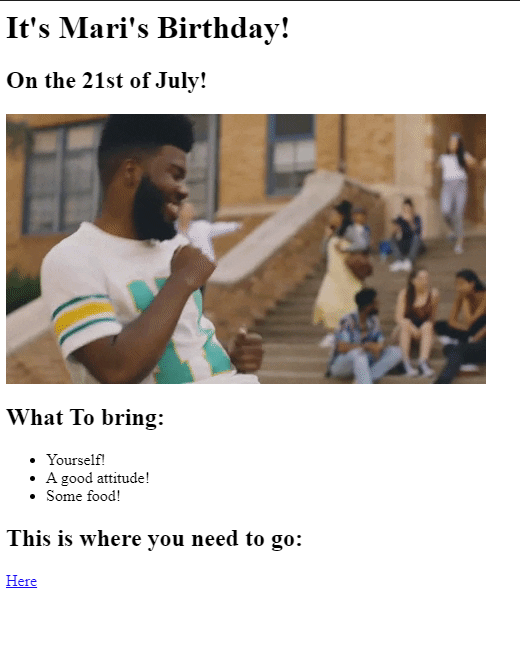 It's Mari's Birthday!
On the 21st of July!
What To bring:
Yourself!
A good attitude!
Some food!
This is where you need to go:
Here